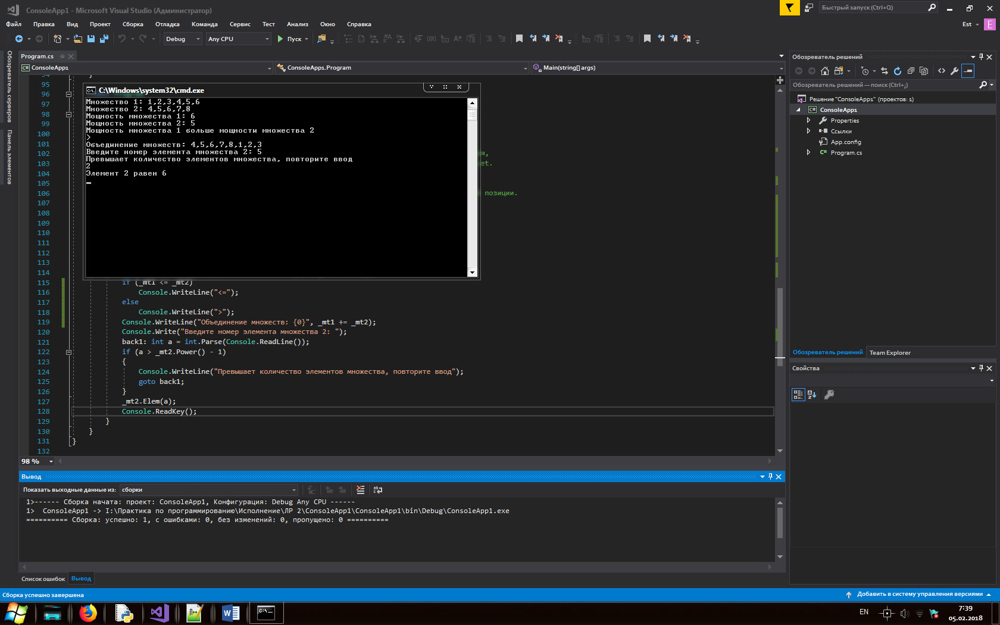 ConsoleApp1 - Microsoft Visual Studio (Администратор)
Быстрый запуск (Ctrl+Q)
Файл Правка Вид Проект Сборка Отладка Команда Сервис Тест Анализ Окно Справка
Est E
Debug Any CPU Пуск
Обозреватель серверов
Панель элементов
Program.cs
ConsoleApp1 ConsoleApp1.Program Main(string[] args)
94 }
95
96
97
98
99
100
101
102 я,
103 et.
104
105
106 позиции.
107
108
109
110
111
112
113
114
C:\Windows\system32\cmd.exe
Множество 1: 1,2,3,4,5,6
Множество 2: 4,5,6,7,8
Мощность множества 1: 6
Мощность множества 2: 5
Мощность множества 1 больше мощности множества 2
>
Объединение множеств: 4,5,6,7,8,1,2,3
Введите номер элемента множества 2: 5
Превышает количество элементов множества, повторите ввод
2
Элемент 2 равен 6
115 if (_mt1 <= _mt2)
116 Console.WriteLine("<=");
117 else
118 Console.WriteLine(">");
119 Console.WriteLine("Объединение множеств: {0}", _mt1 += _mt2);
120 Console.Write("Введите номер элемента множества 2: ");
121 back1: int a = int.Parse(Console.ReadLine());
122 if (a > _mt2.Power() - 1)
123 {
124 Console.WriteLine("Превышает количество элементов множества, повторите ввод");
125 goto back1;
126 }
127 _mt2.Elem(a);
128 Console.ReadKey();
129 }
130 }
131 }
132
98 %
Вывод
Показать выходные данные из: сборки
1>------ Сборка начата: проект: ConsoleApp1, Конфигурация: Debug Any CPU ------
1> ConsoleApp1 -> I:\Практика по программированию\Исполнение\ЛР 2\ConsoleApp1\ConsoleApp1\bin\Debug\ConsoleApp1.exe
========== Сборка: успешно: 1, с ошибками: 0, без изменений: 0, пропущено: 0 ==========
Список ошибок Вывод
Обозреватель решений
Обозреватель решений — поиск (Ctrl+;)
Решение "ConsoleApp1" (проектов: 1)
ConsoleApp1
Properties
Ссылки
App.config
Program.cs
Обозреватель решений Team Explorer
Свойства
Сборка успешно завершена
Добавить в систему управления версиями
EN
7:39
05.02.2018